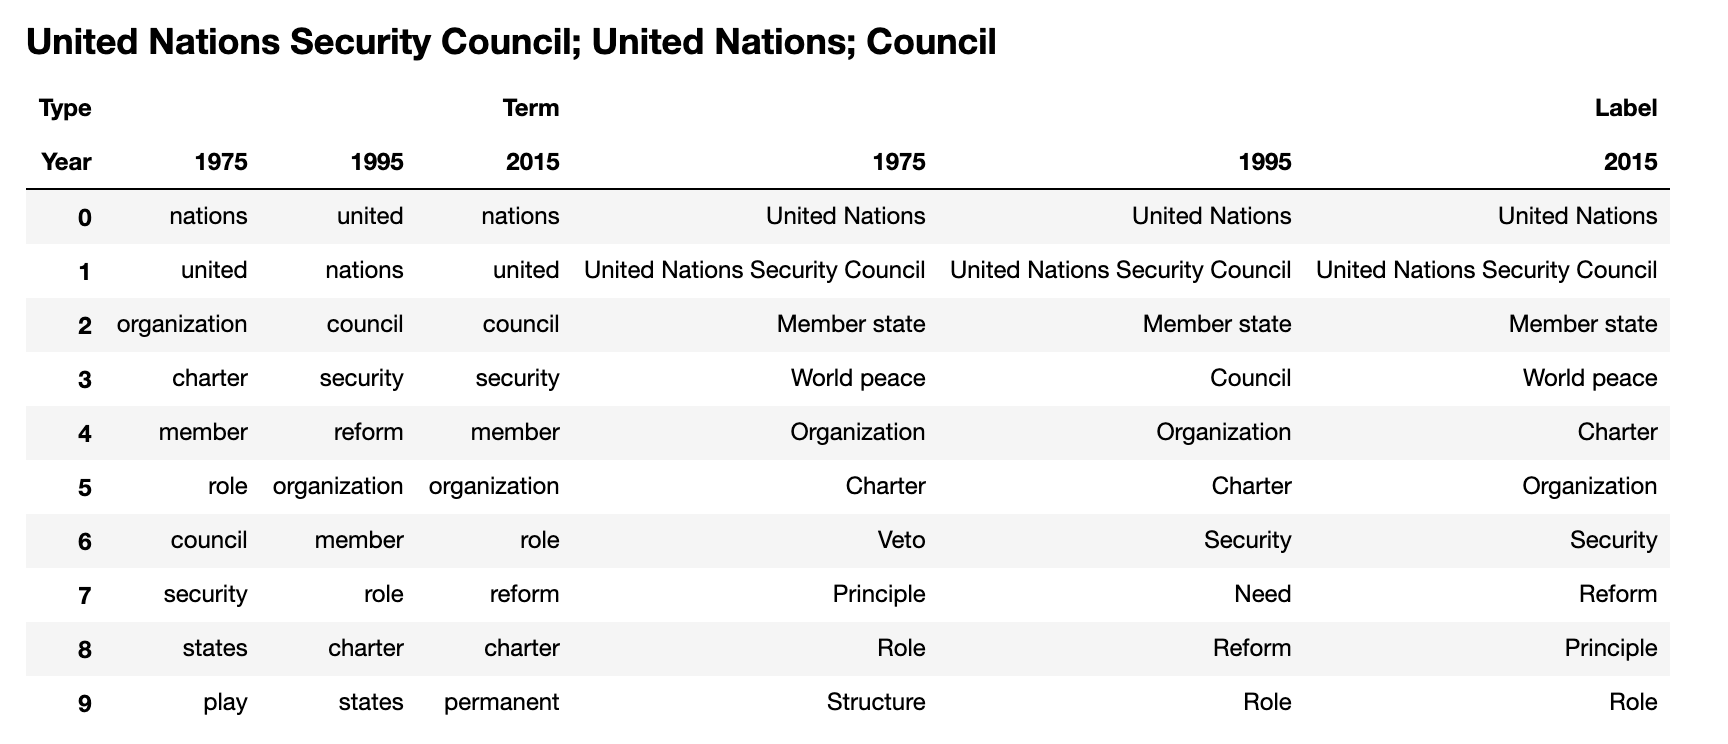 United Nations Security Council; United Nations; Council
Type Term Label
Year 1975 1995 2015 1975 1995 2015
0 nations united nations United Nations United Nations United Nations
1 united nations united United Nations Security Council United Nations Security Council United Nations Security Council
2 organization council council Member state Member state Member state
3 charter security security World peace Council World peace
4 member reform member Organization Organization Charter
5 role organization organization Charter Charter Organization
6 council member role Veto Security Security
7 security role reform Principle Need Reform
8 states charter charter Role Reform Principle
9 play states permanent Structure Role Role